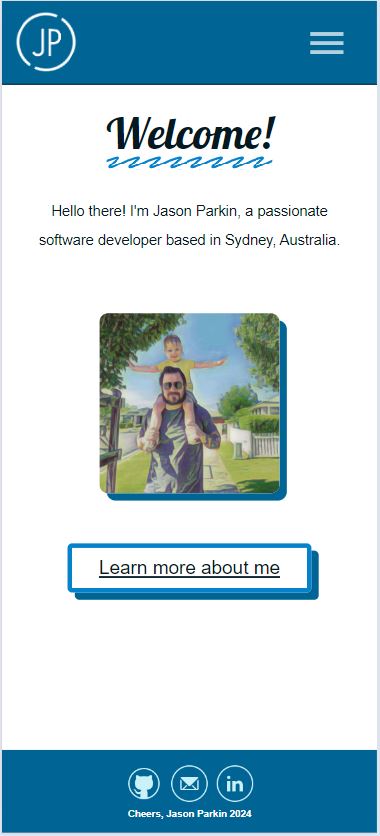 JP
Welcome!
Hello there! I'm Jason Parkin, a passionate
software developer based in Sydney, Australia.
Learn more about me
in
Cheers, Jason Parkin 2024